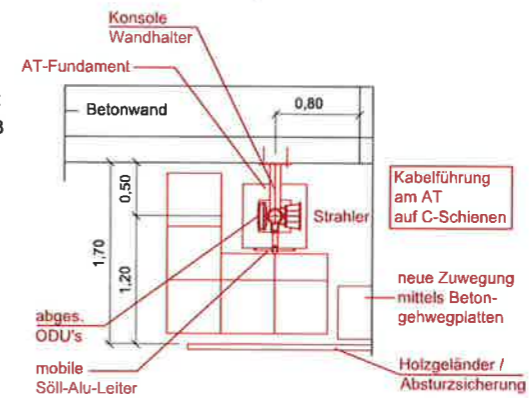 Konsole
Wandhalter
AT-Fundament
Betonwand
0,80
0,50
1,70
1,20
Strahler
Kabelführung
am AT
auf C-Schienen
abges.
ODU's
mobile
Söll-Alu-Leiter
neue Zuwegung
mittels Beton-
gehwegplatten
Holzgeländer /
Absturzsicherung